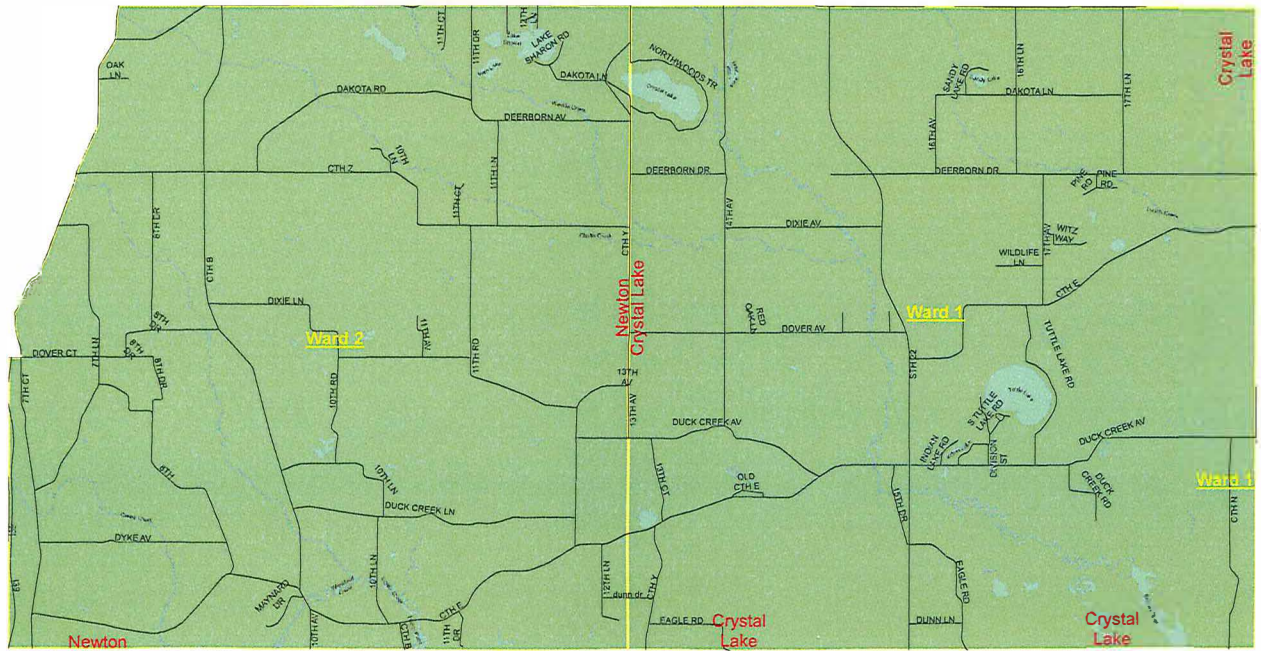 11TH CT
11TH DR
12TH
LN
LAKE
SHARON RD
NORTHWOODS TR
OAK
LN
DAKOTA LN
DAKOTA RD
DEERBORN AV
SANDY
LAKE RD
16TH LN
DAKOTA LN
17TH LN
Crystal
Lake
16TH AV
10TH
LN
CTH Z
11TH LN
11TH CT
DEERBORN DR
DEERBORN DR
PINE
RD
PINE
RD
8TH DR
CTH B
CTH Y
14TH AV
DIXIE AV
17TH AV
WITZ
WAY
WILDLIFE
LN
CTH E
DIXIE LN
Newton
Crystal Lake
RED
OAK LN
DOVER AV
Ward 1
8TH
DR
Ward 2
11TH AV
11TH RD
DOVER CT
7TH LN
8TH
DR
8TH DR
7TH CT
10TH RD
13TH
AV
13TH AV
STH 22
TUTTLE LAKE RD
S TUTTLE
LAKE RD
DUCK CREEK AV
DUCK CREEK AV
INDIAN
LAKE RD
DIVISION
ST
8TH
10TH LN
13TH CT
OLD
CTH E
15TH DR
DUCK
CREEK RD
Ward 1
CTH N
DUCK CREEK LN
DYKE AV
MAYNARD
DR
10TH LN
12TH LN
dunn dr
CTH Y
EAGLE RD
CTH E
10TH AV
CTH B
11TH
DR
EAGLE RD
DUNN LN
Newton
Crystal
Lake
Crystal
Lake